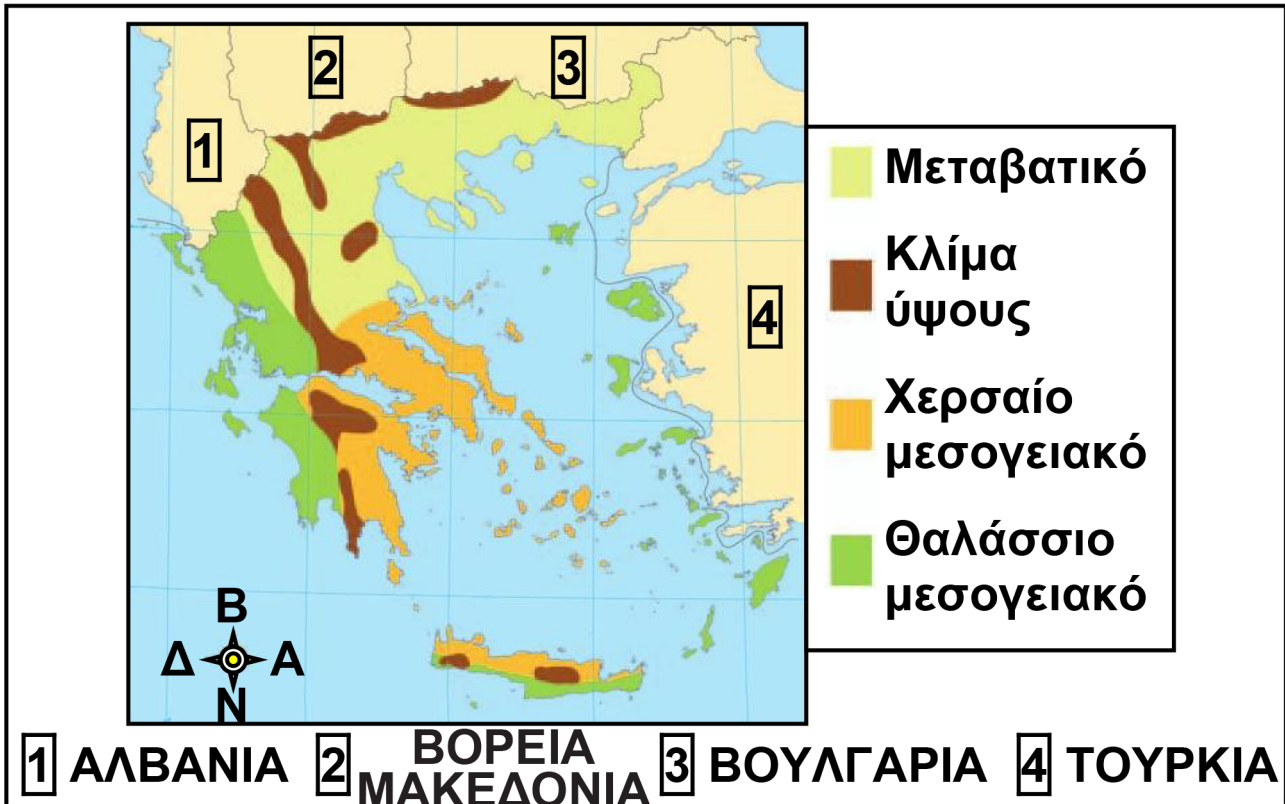 2
3
1
4
Μεταβατικό
Κλίμα
ύψους
Χερσαίο
μεσογειακό
Θαλάσσιο
μεσογειακό
Β
Δ Α
Ν
1 ΑΛΒΑΝΙΑ 2 ΒΟΡΕΙΑ
ΜΑΚΕΔΟΝΙΑ 3 ΒΟΥΛΓΑΡΙΑ 4 ΤΟΥΡΚΙΑ